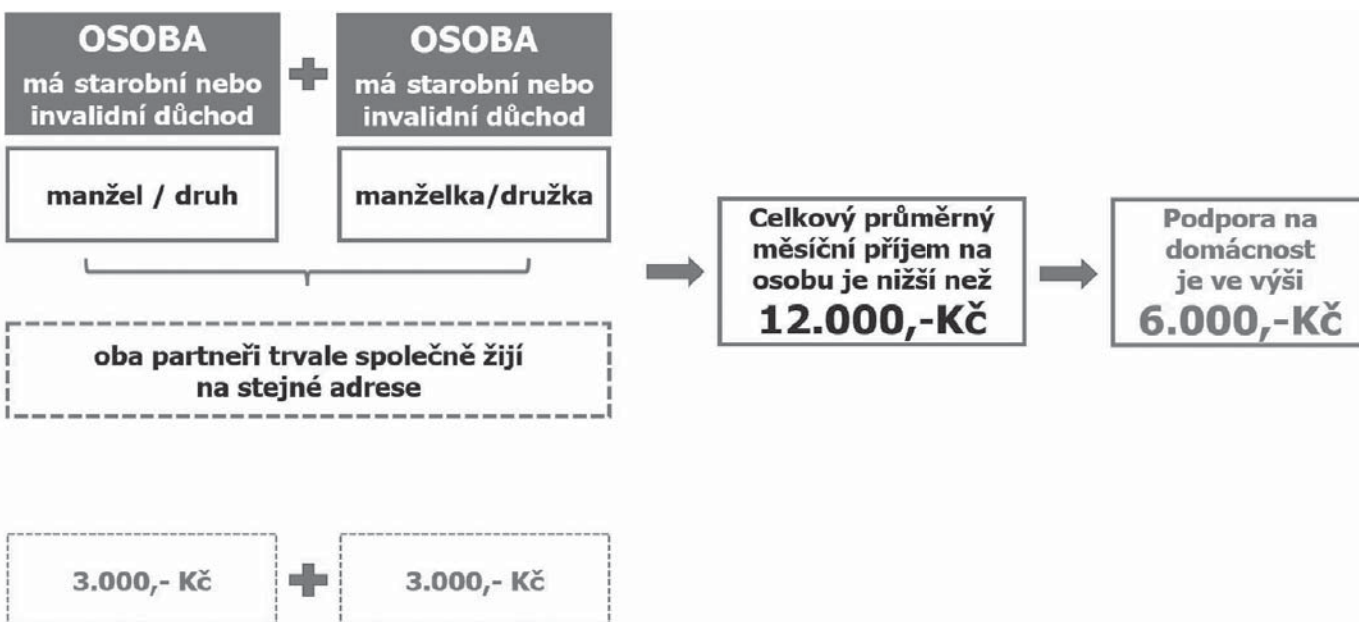 OSOBA
má starobní nebo
invalidní důchod
OSOBA
má starobní nebo
invalidní důchod
manžel / druh
manželka/družka
oba partneři trvale společně žijí
na stejné adrese
Celkový průměrný
měsíční příjem na
osobu je nižší než
12.000,-Kč
Podpora na
domácnost
je ve výši
6.000,-Kč
3.000,- Kč
3.000,- Kč